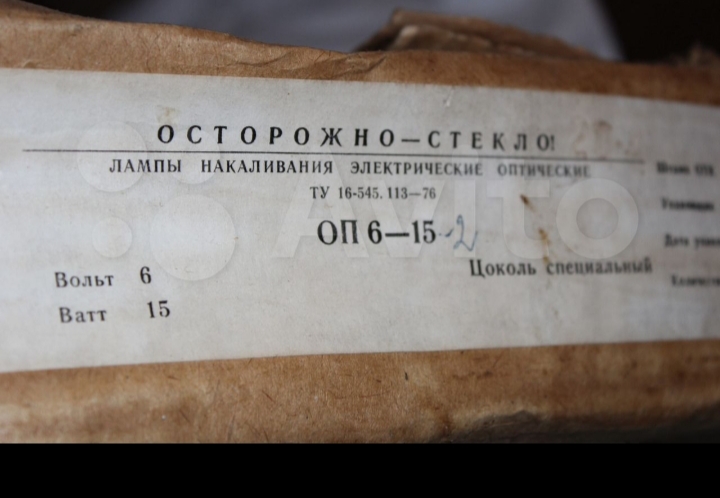 ОСТОРОЖНО—СТЕКЛО!
ЛАМПЫ НАКАЛИВАНИЯ ЭЛЕКТРИЧЕСКИЕ ОПТИЧЕСКИЕ
ТУ 16-545. 113—76
ОП 6—15-2
Вольт 6
Ватт 15
Цоколь специальный
Avito